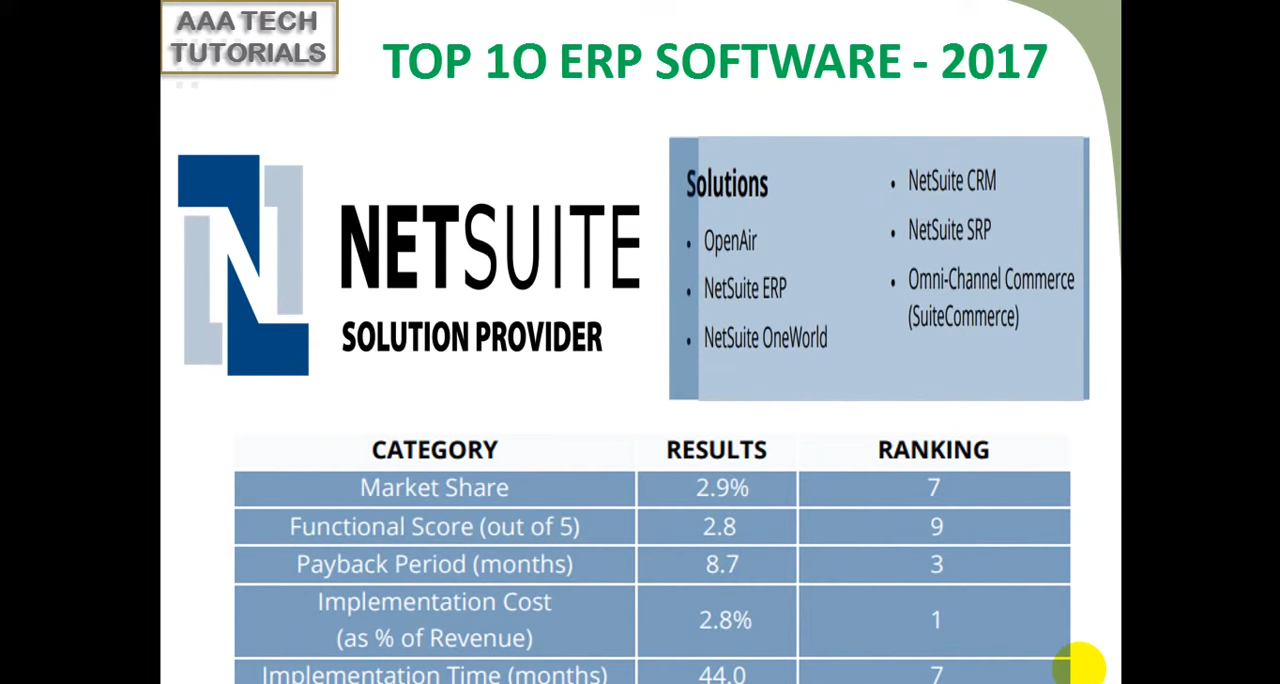 AAA TECH
TUTORIALS
TOP 1O ERP SOFTWARE - 2017
NETSUITE
SOLUTION PROVIDER
Solutions
• OpenAir
• NetSuite ERP
• NetSuite OneWorld
• NetSuite CRM
• NetSuite SRP
• Omni-Channel Commerce
(SuiteCommerce)
CATEGORY RESULTS RANKING
Market Share 2.9% 7
Functional Score (out of 5) 2.8 9
Payback Period (months) 8.7 3
Implementation Cost
(as % of Revenue) 2.8% 1
Implementation Time (months) 44.0 7